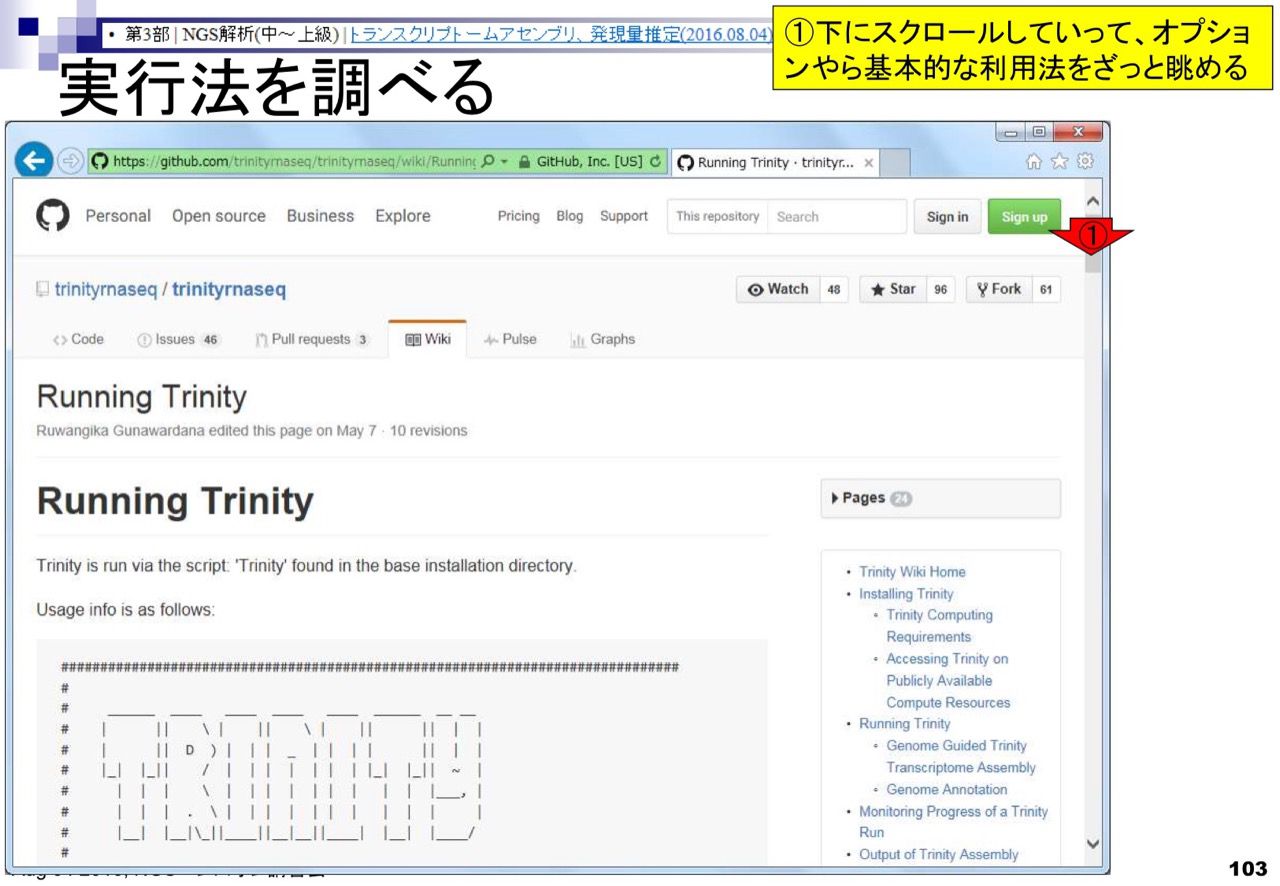 ・ 第3部 | NGS解析(中～上級) | トランスクリプトームアセンブリ、発現量推定(2016.08.04)
①下にスクロールしていって、オプショ
ンやら基本的な利用法をざっと眺める
実行法を調べる
https://github.com/trinityrnaseq/trinityrnaseq/wiki/Running GitHub, Inc. [US] Running Trinity · trinityr...
Personal Open source Business Explore Pricing Blog Support This repository Search Sign in Sign up
①
trinityrnaseq / trinityrnaseq Watch 48 Star 96 Fork 61
Code Issues 46 Pull requests 3 Wiki Pulse Graphs
Running Trinity
Ruwangika Gunawardana edited this page on May 7 · 10 revisions
Running Trinity
Pages 24
Trinity is run via the script: 'Trinity' found in the base installation directory.
Usage info is as follows:
• Trinity Wiki Home
• Installing Trinity
◦ Trinity Computing
Requirements
◦ Accessing Trinity on
Publicly Available
Compute Resources
• Running Trinity
◦ Genome Guided Trinity
Transcriptome Assembly
◦ Genome Annotation
• Monitoring Progress of a Trinity
Run
• Output of Trinity Assembly
103